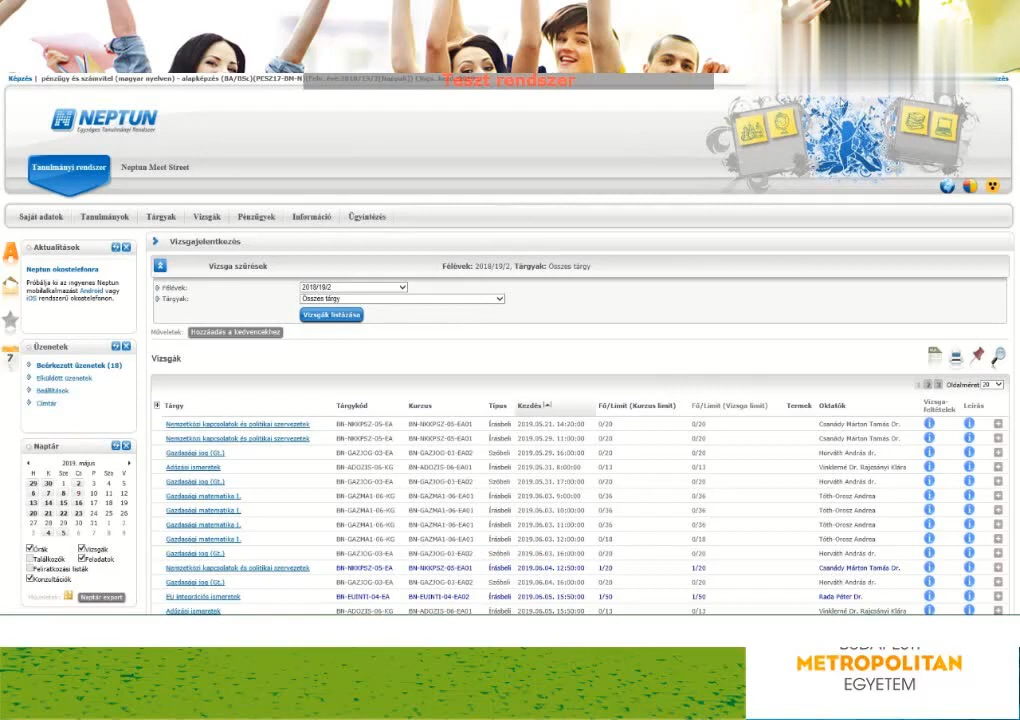 Képzés | pénzügy és számvitel (magyar nyelven) - alapképzés (BA/BSc)(PCSZ17-BM-N
Teszt rendszer
NEPTUN
Egységes Tanulmányi Rendszer
Tanulmányi rendszer Neptun Meet Street
Saját adatok Tanulmányok Tárgyak Vizsgák Pénzügyek Információ Ügyintézés
Aktualitások
Neptun okostelefonra
Próbálja ki az ingyenes Neptun
mobilalkalmazást Android vagy
iOS rendszerű okostelefonon.
7
Üzenetek
Beérkezett üzenetek (18)
Elküldött üzenetek
Beállítások
Címtár
Naptár
2019. május
H K Sze Cs P Szo V
29 30 1 2 3 4 5
6 7 8 9 10 11 12
13 14 15 16 17 18 19
20 21 22 23 24 25 26
27 28 29 30 31 1 2
3 4 5 6 7 8 9
Órák Vizsgák
Találkozók Feladatok
Feliratkozási listák
Konzultációk
Műveletek: Naptár export
Vizsgajelentkezés
Vizsga szűrések Félévek: 2018/19/2, Tárgyak: Összes tárgy
Félévek: 2018/19/2
Tárgyak: Összes tárgy
Vizsgák listázása
Műveletek: Hozzáadás a kedvencekhez
Vizsgák
1 2 3 Oldalméret 20
Tárgy Tárgykód Kurzus Típus Kezdés Fő/Limit (Kurzus limit) Fő/Limit (Vizsga limit) Termek Oktatók Vizsga-feltételek Leírás
Nemzetközi kapcsolatok és politikai szervezetek BN-NKKPSZ-05-EA BN-NKKPSZ-05-EA01 Írásbeli 2019.05.21. 14:20:00 0/20 0/20 Csanády Márton Tamás Dr.
Nemzetközi kapcsolatok és politikai szervezetek BN-NKKPSZ-05-EA BN-NKKPSZ-05-EA01 Írásbeli 2019.05.29. 11:00:00 0/20 0/20 Csanády Márton Tamás Dr.
Gazdasági jog (Gt.) BN-GAZJOG-03-EA BN-GAZJOG-03-EA02 Szóbeli 2019.05.29. 16:00:00 0/20 0/20 Horváth András dr.
Adózási ismeretek BN-ADOZIS-06-KG BN-ADOZIS-06-EA01 Írásbeli 2019.05.31. 8:00:00 0/13 0/13 Vinklerné Dr. Rajcsányi Klára
Gazdasági jog (Gt.) BN-GAZJOG-03-EA BN-GAZJOG-03-EA02 Szóbeli 2019.05.31. 17:00:00 0/20 0/20 Horváth András dr.
Gazdasági matematika I. BN-GAZMA1-06-KG BN-GAZMA1-06-EA01 Írásbeli 2019.06.03. 9:00:00 0/36 0/36 Tóth-Orosz Andrea
Gazdasági matematika I. BN-GAZMA1-06-KG BN-GAZMA1-06-EA01 Írásbeli 2019.06.03. 10:00:00 0/36 0/36 Tóth-Orosz Andrea
Gazdasági matematika I. BN-GAZMA1-06-KG BN-GAZMA1-06-EA01 Írásbeli 2019.06.03. 11:00:00 0/36 0/36 Tóth-Orosz Andrea
Gazdasági matematika I. BN-GAZMA1-06-KG BN-GAZMA1-06-EA01 Írásbeli 2019.06.03. 12:00:00 0/18 0/18 Tóth-Orosz Andrea
Gazdasági jog (Gt.) BN-GAZJOG-03-EA BN-GAZJOG-03-EA02 Szóbeli 2019.06.03. 16:00:00 0/20 0/20 Horváth András dr.
Nemzetközi kapcsolatok és politikai szervezetek BN-NKKPSZ-05-EA BN-NKKPSZ-05-EA01 Írásbeli 2019.06.04. 12:50:00 1/20 1/20 Csanády Márton Tamás Dr.
Gazdasági jog (Gt.) BN-GAZJOG-03-EA BN-GAZJOG-03-EA02 Szóbeli 2019.06.04. 16:00:00 0/20 0/20 Horváth András dr.
EU integrációs ismeretek BN-EUINTI-04-EA BN-EUINTI-04-EA02 Írásbeli 2019.06.05. 15:50:00 1/50 1/50 Rada Péter Dr.
Adózási ismeretek BN-ADOZIS-06-KG BN-ADOZIS-06-EA01 Írásbeli 2019.06.05. 15:50:00 0/13 0/13 Vinklerné Dr. Rajcsányi Klára
METROPOLITAN
EGYETEM